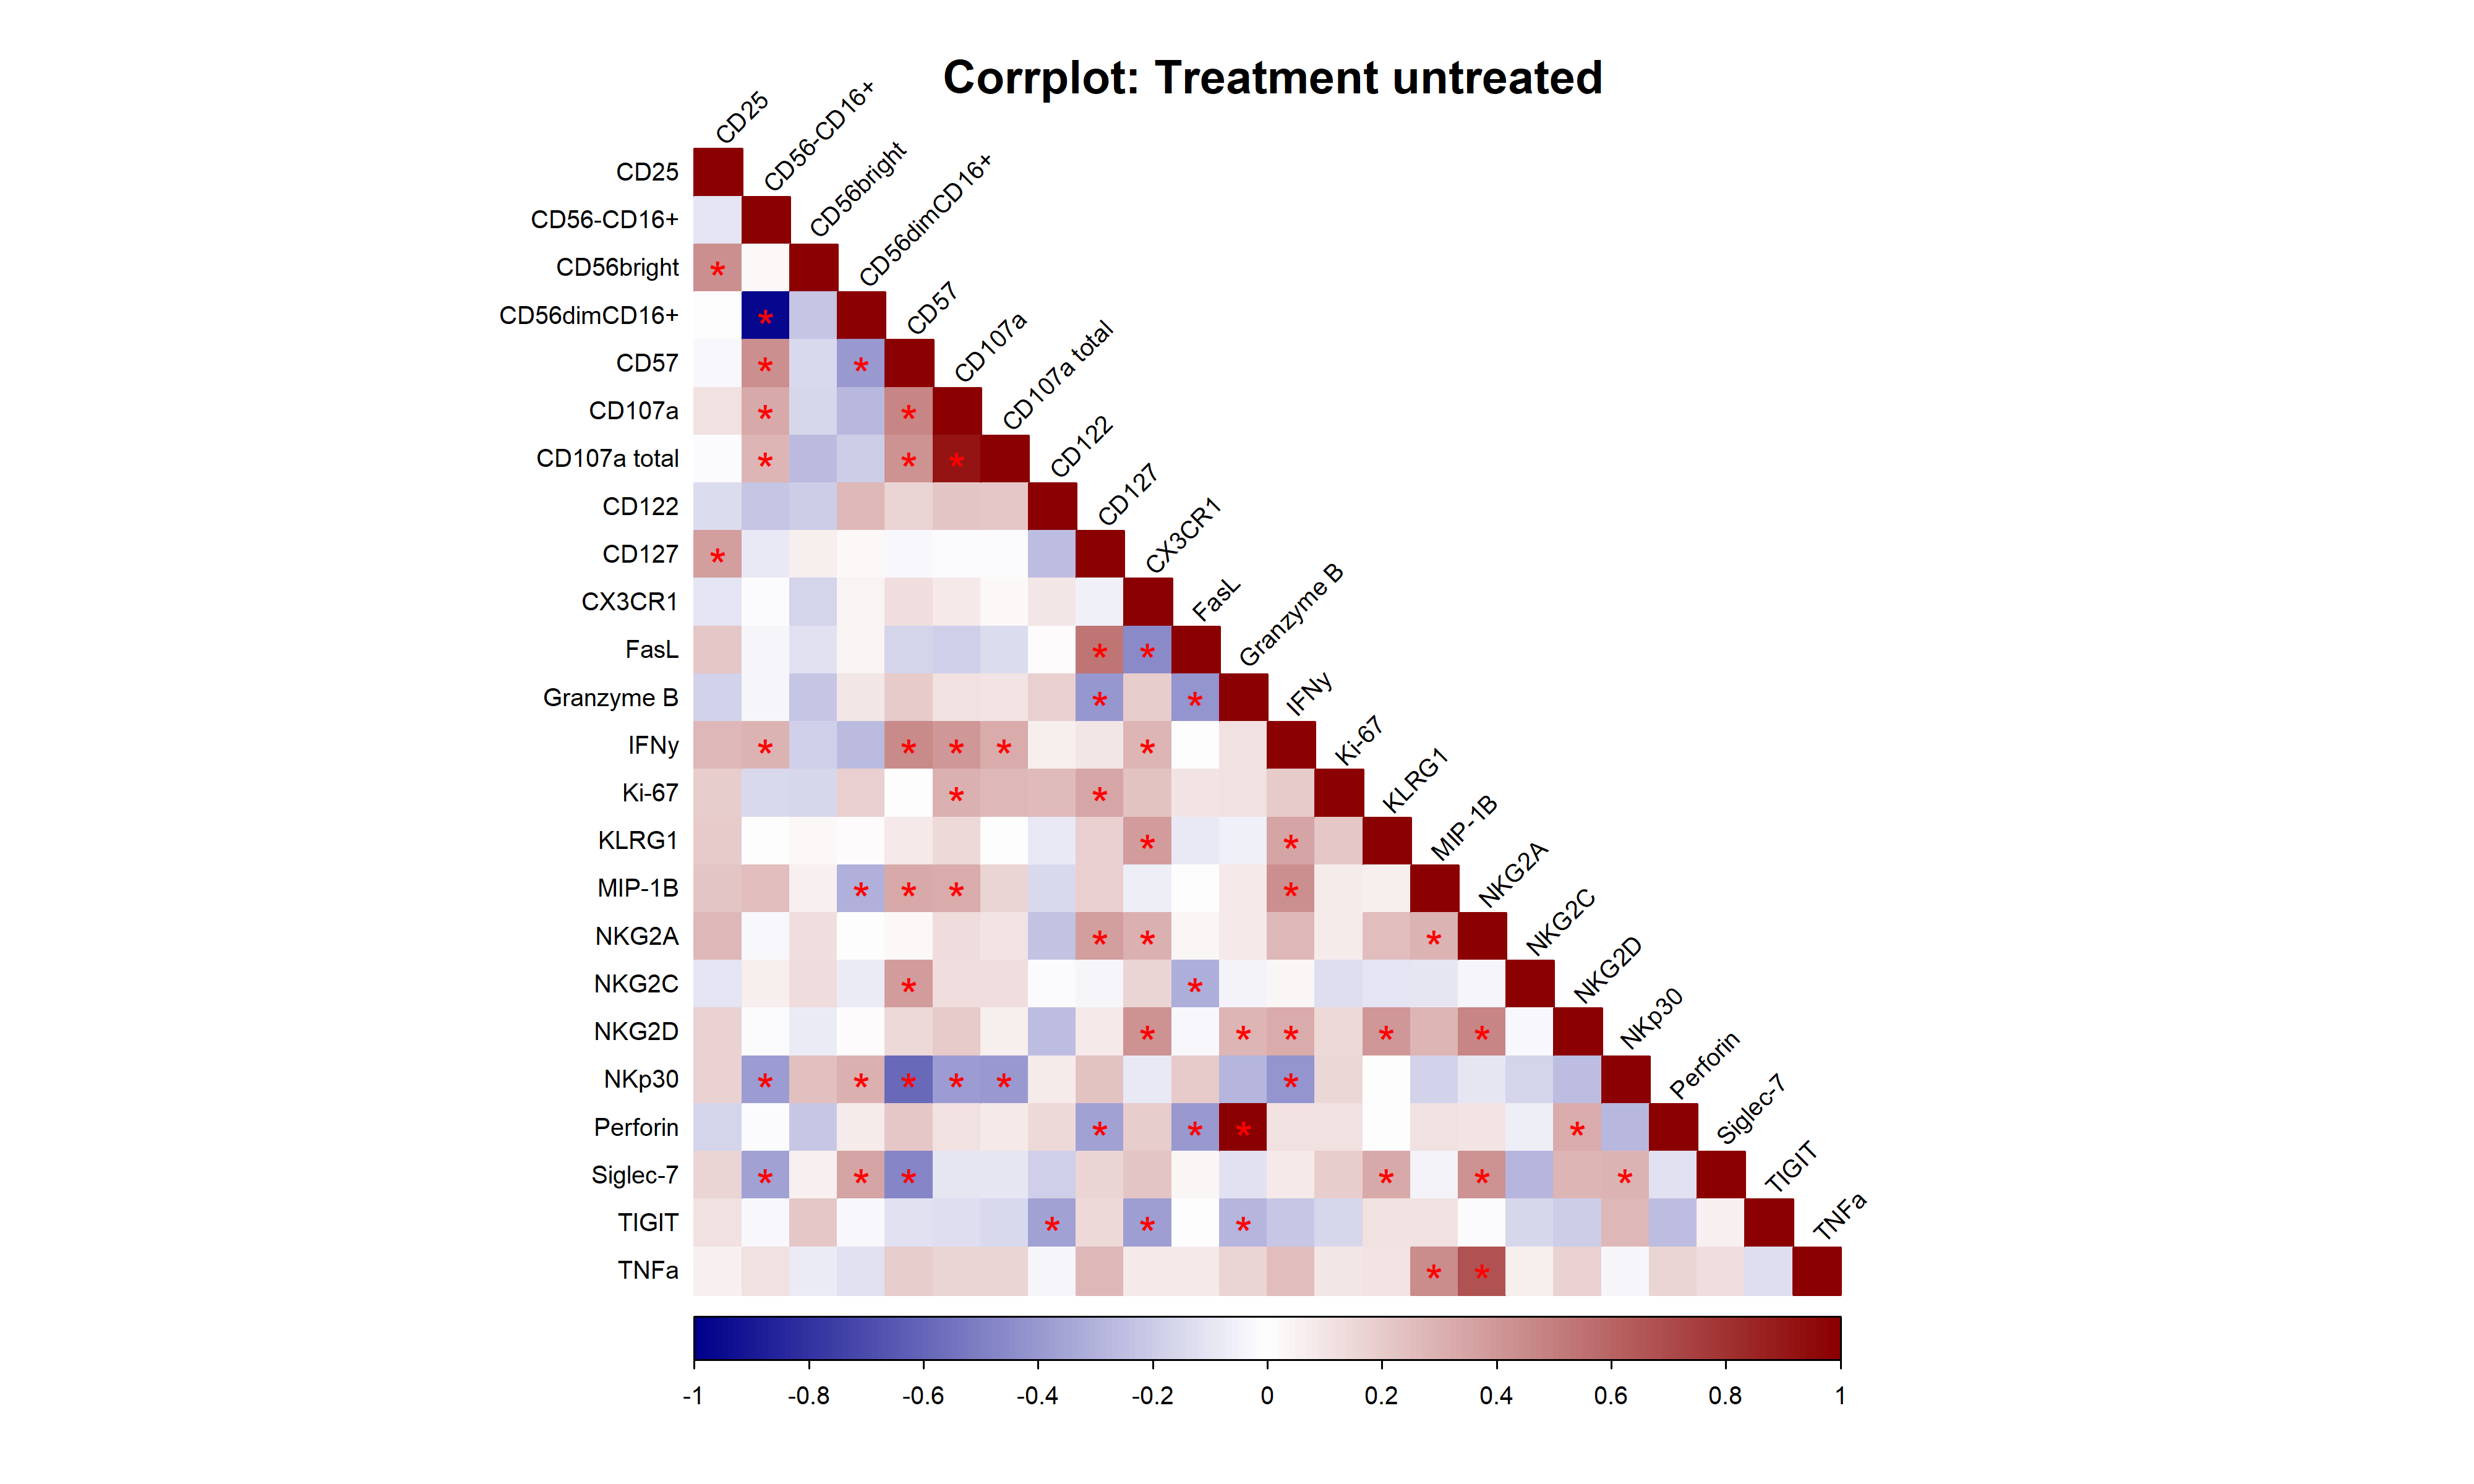 Corrplot: Treatment untreated
CD25
CD56-CD16+
CD56bright
CD56dimCD16+
CD57
CD107a
CD107a total
CD122
CD127
CX3CR1
FasL
Granzyme B
IFNy
Ki-67
KLRG1
MIP-1B
NKG2A
NKG2C
NKG2D
NKp30
Perforin
Siglec-7
TIGIT
TNFa
CD25
CD56-CD16+
CD56bright
CD56dimCD16+
CD57
CD107a
CD107a total
CD122
CD127
CX3CR1
FasL
Granzyme B
IFNy
Ki-67
KLRG1
MIP-1B
NKG2A
NKG2C
NKG2D
NKp30
Perforin
Siglec-7
TIGIT
TNFa
-1 -0.8 -0.6 -0.4 -0.2 0 0.2 0.4 0.6 0.8 1